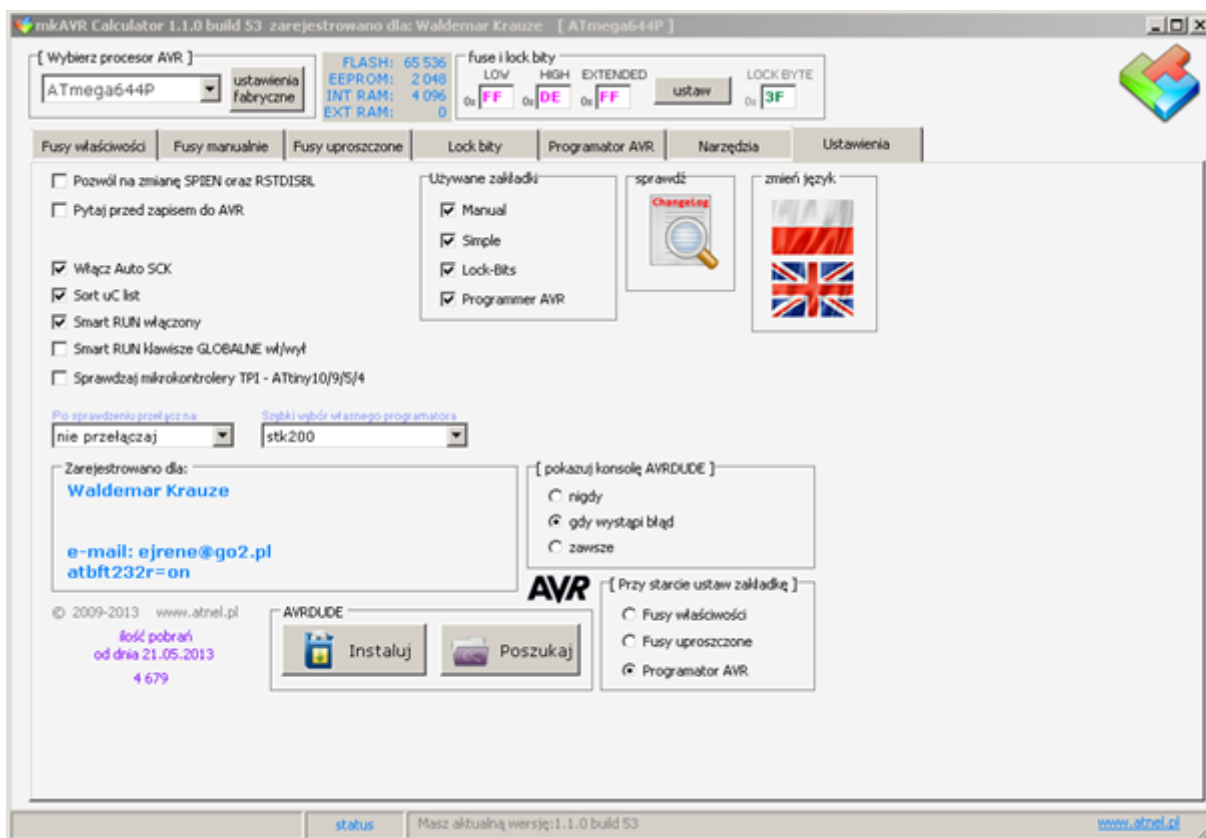 mkAVR Calculator 1.1.0 build 53 zarejestrowano dla: Waldemar Krauze [ ATmega644P ]
[ Wybierz procesor AVR ]
ATmega644P
ustawienia
fabryczne
FLASH: 65 536
EEPROM: 2 048
INT RAM: 4 096
EXT RAM: 0
fuse i lock bity
LOW HIGH EXTENDED LOCK BYTE
0x FF 0x DE 0x FF ustaw 0x 3F
Fusy właściwości Fusy manualnie Fusy uproszczone Lock bity Programator AVR Narzędzia Ustawienia
Pozwól na zmianę SPIEN oraz RSTDISBL
Pytaj przed zapisem do AVR
Włącz Auto SCK
Sort uC list
Smart RUN włączony
Smart RUN klawisze GLOBALNE wł/wył
Sprawdzaj mikrokontrolery TPI - ATtiny10/9/5/4
Używane zakładki
Manual
Simple
Lock-Bits
Programmer AVR
sprawdź
ChangeLog
zmień język
Po sprawdzeniu przełącz na:
nie przełączaj
Szybki wybór własnego programatora
stk200
Zarejestrowano dla:
Waldemar Krauze
e-mail: ejrene@go2.pl
atbft232r=on
[ pokazuj konsolę AVRDUDE ]
nigdy
gdy wystąpi błąd
zawsze
AVR
[ Przy starcie ustaw zakładkę ]
Fusy właściwości
Fusy uproszczone
Programator AVR
© 2009-2013 www.atnel.pl
ilość pobrań
od dnia 21.05.2013
4 679
AVRDUDE
Instaluj
Poszukaj
status
Masz aktualną wersję:1.1.0 build 53
www.atnel.pl